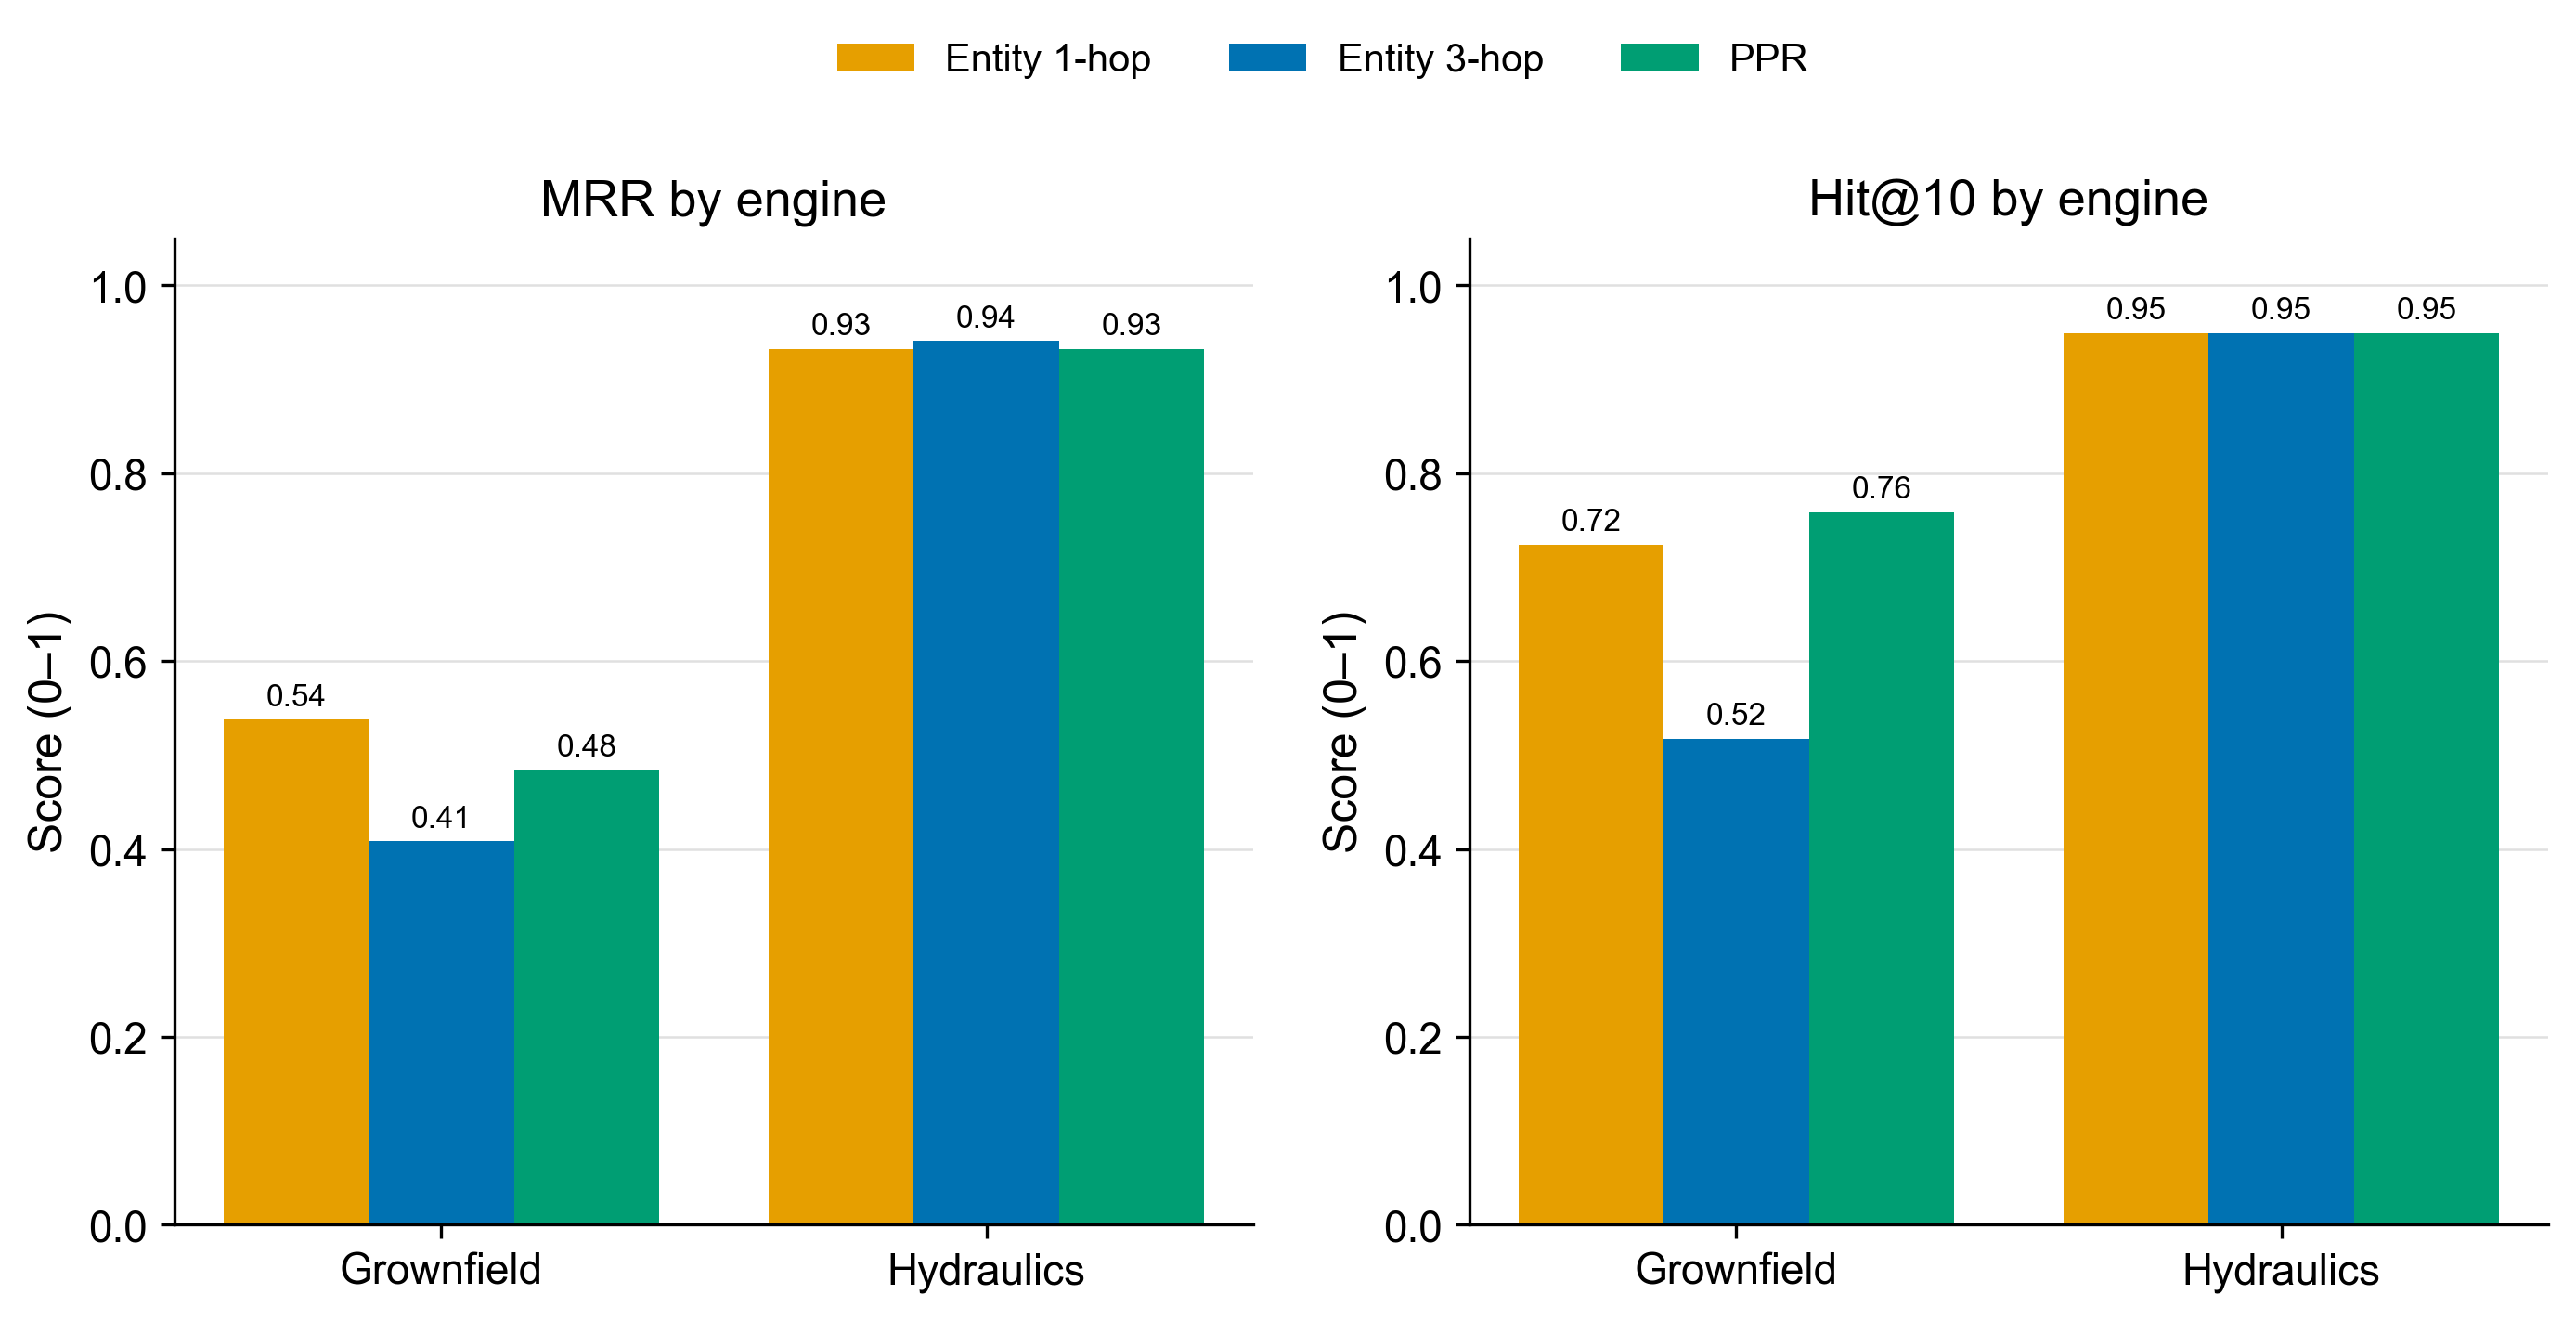 Entity 1-hop Entity 3-hop PPR
MRR by engine
Score (0–1)
1.0
0.8
0.6
0.4
0.2
0.0
0.54
0.41
0.48
0.93
0.94
0.93
Grownfield
Hydraulics
Hit@10 by engine
Score (0–1)
1.0
0.8
0.6
0.4
0.2
0.0
0.72
0.52
0.76
0.95
0.95
0.95
Grownfield
Hydraulics